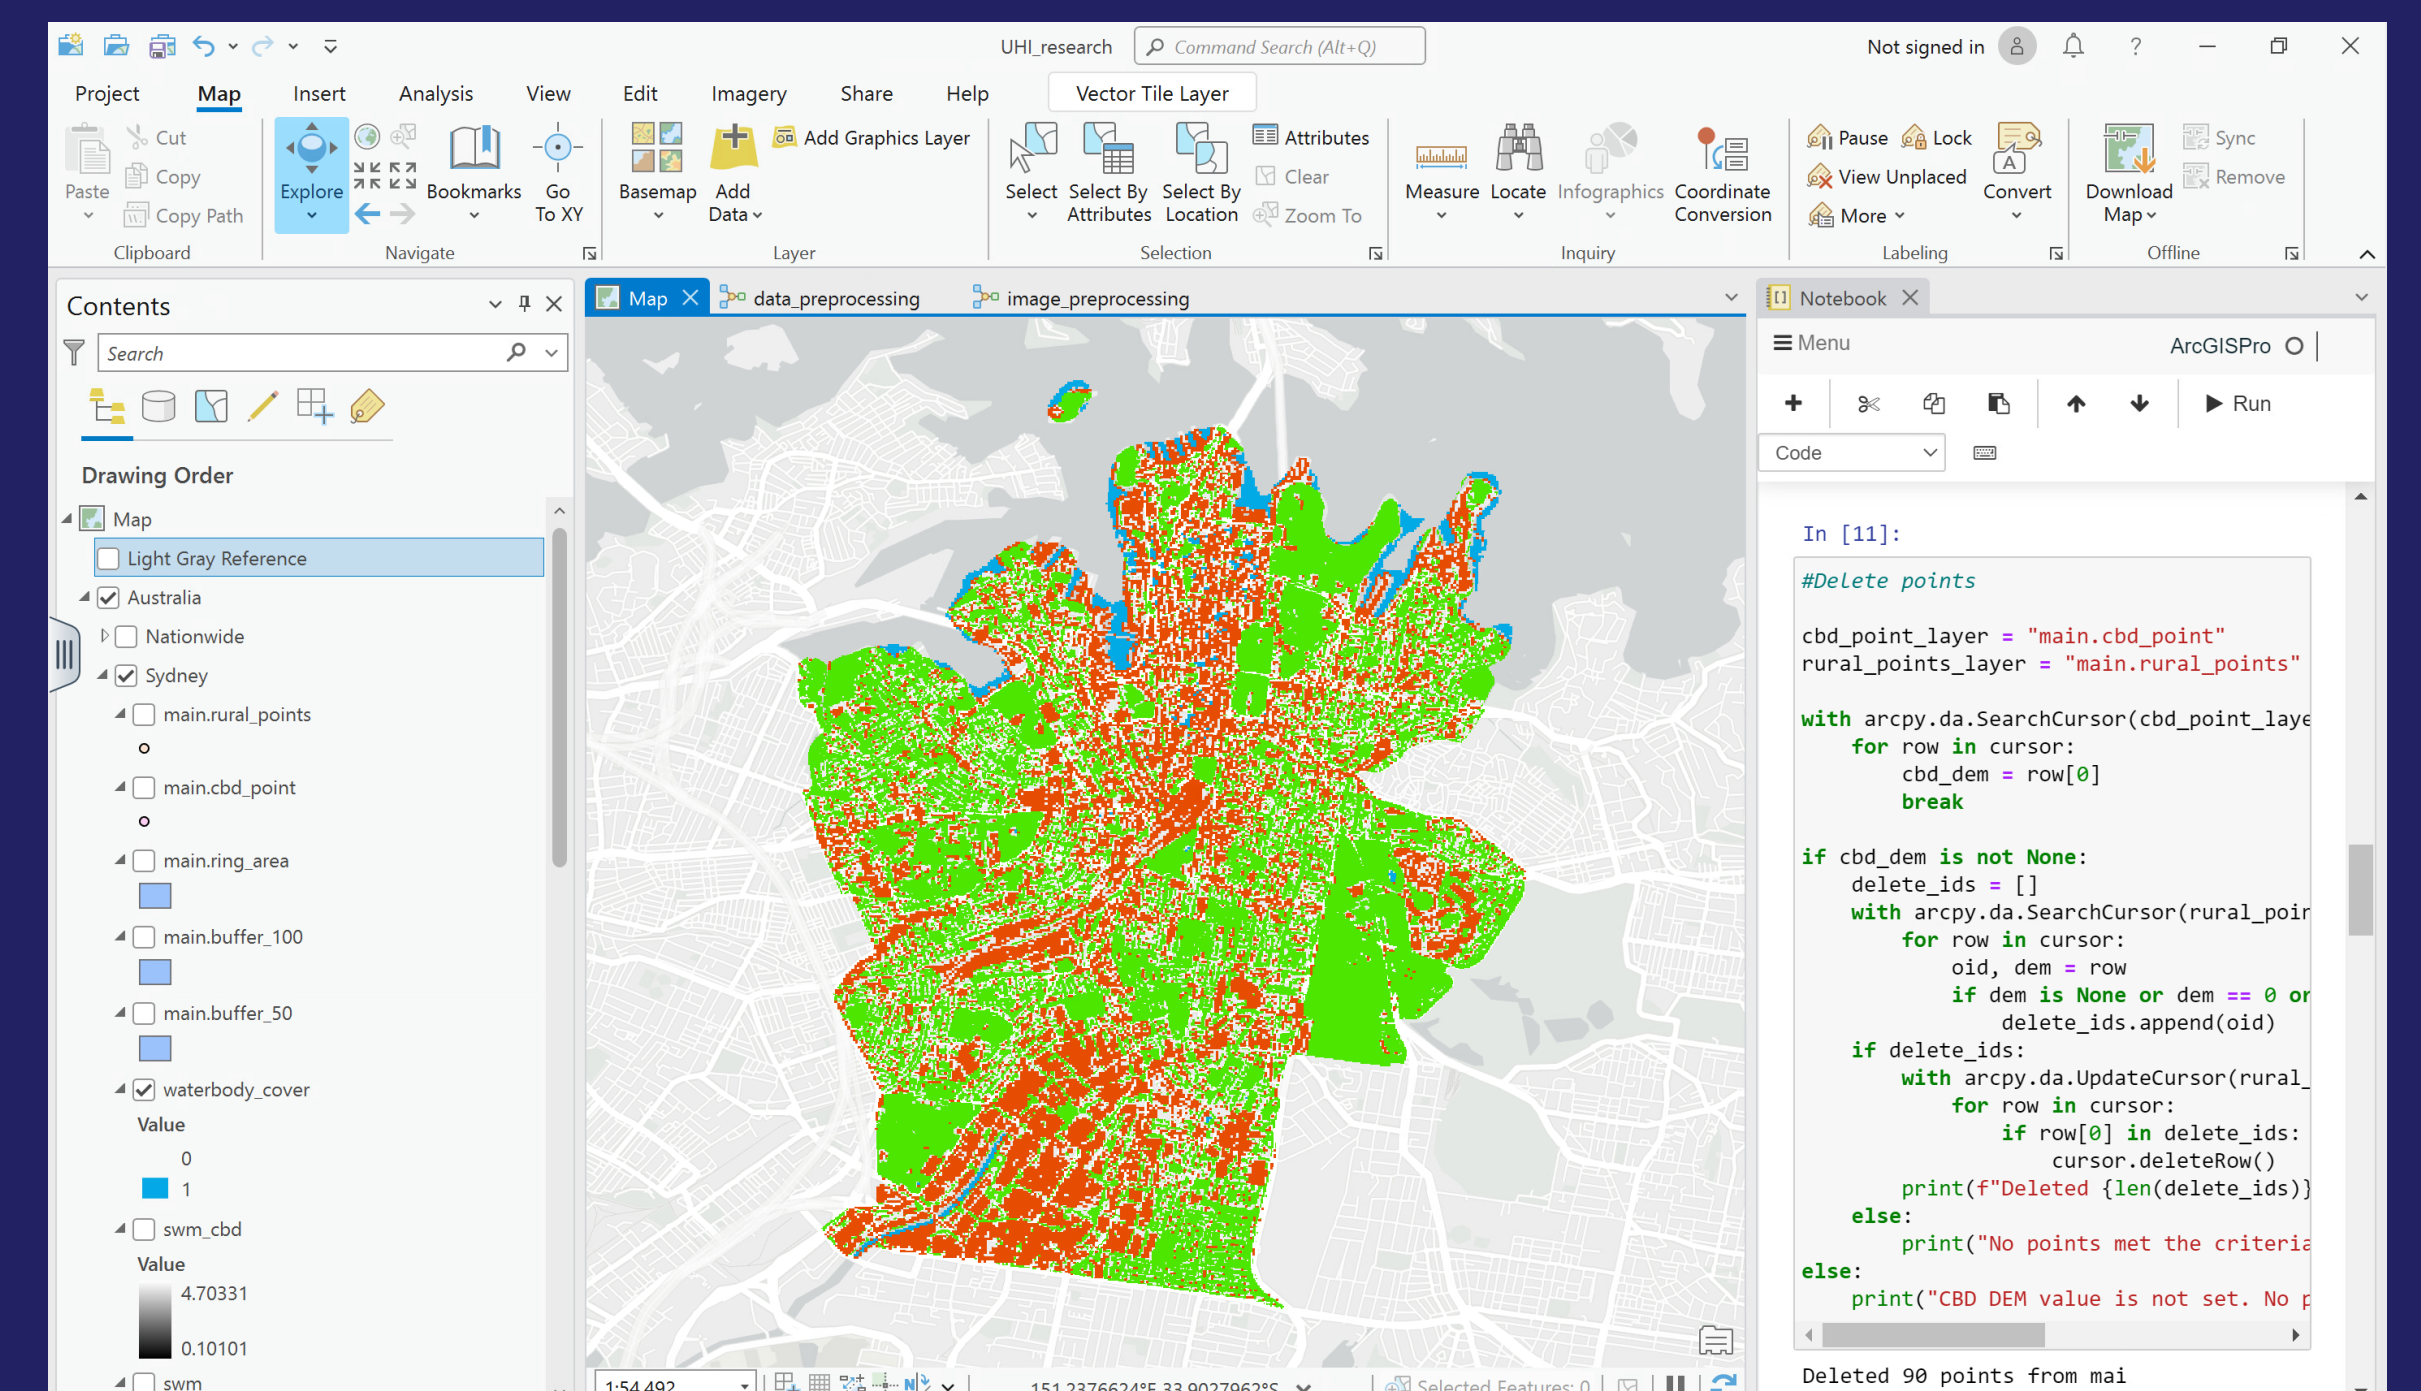 UHI_research
Command Search (Alt+Q)
Not signed in
Project Map Insert Analysis View Edit Imagery Share Help Vector Tile Layer
Paste
Cut
Copy
Copy Path
Clipboard
Explore
Bookmarks
Go
To XY
Navigate
Basemap
Add
Data
Add Graphics Layer
Layer
Select
Select By
Attributes
Select By
Location
Attributes
Clear
Zoom To
Selection
Measure
Locate
Infographics
Coordinate
Conversion
Inquiry
Pause
Lock
View Unplaced
More
A
Convert
Labeling
Download
Map
Sync
Remove
Offline
Contents
Search
Drawing Order
Map
Light Gray Reference
Australia
Nationwide
Sydney
main.rural_points
main.cbd_point
main.ring_area
main.buffer_100
main.buffer_50
waterbody_cover
Value
0
1
swm_cbd
Value
4.70331
0.10101
swm
Map
data_preprocessing
image_preprocessing
1:54,492
N
151.2376624°E 33.9027962°S
Selected Features: 0
Notebook
Menu
ArcGISPro
Run
Code
In [11]:
#Delete points
cbd_point_layer = "main.cbd_point"
rural_points_layer = "main.rural_points"
with arcpy.da.SearchCursor(cbd_point_laye
for row in cursor:
cbd_dem = row[0]
break
if cbd_dem is not None:
delete_ids = []
with arcpy.da.SearchCursor(rural_poin
for row in cursor:
oid, dem = row
if dem is None or dem == 0 or
delete_ids.append(oid)
if delete_ids:
with arcpy.da.UpdateCursor(rural_
for row in cursor:
if row[0] in delete_ids:
cursor.deleteRow()
print(f"Deleted {len(delete_ids)}
else:
print("No points met the criteria
else:
print("CBD DEM value is not set. No p
Deleted 90 points from mai